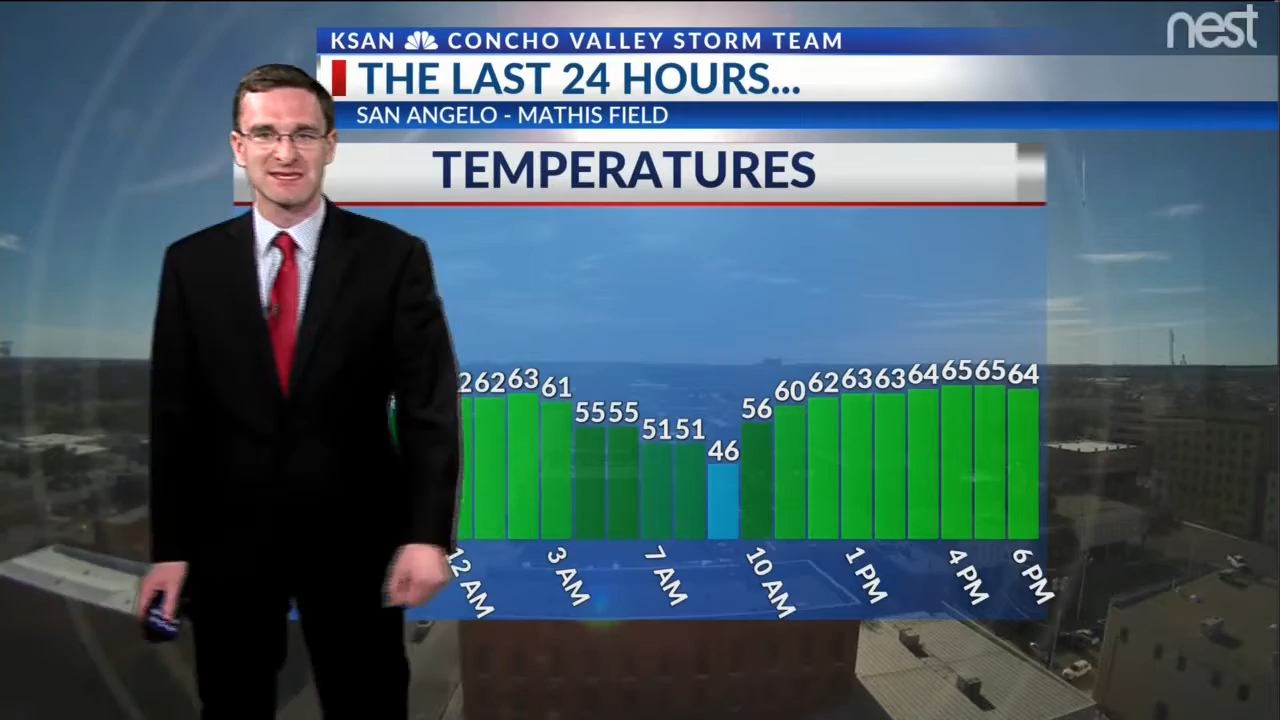 nest
KSAN CONCHO VALLEY STORM TEAM
THE LAST 24 HOURS...
SAN ANGELO - MATHIS FIELD
TEMPERATURES
2 62 63 61 55 55 51 51 46 56 60 62 63 63 64 65 65 64
12 AM 3 AM 7 AM 10 AM 1 PM 4 PM 6 PM